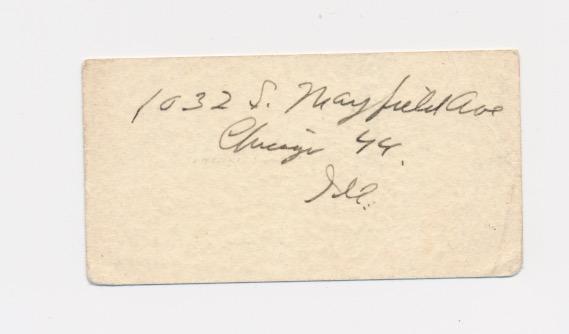 1032 S. Mayfield Ave
Chicago 44.
Ill.